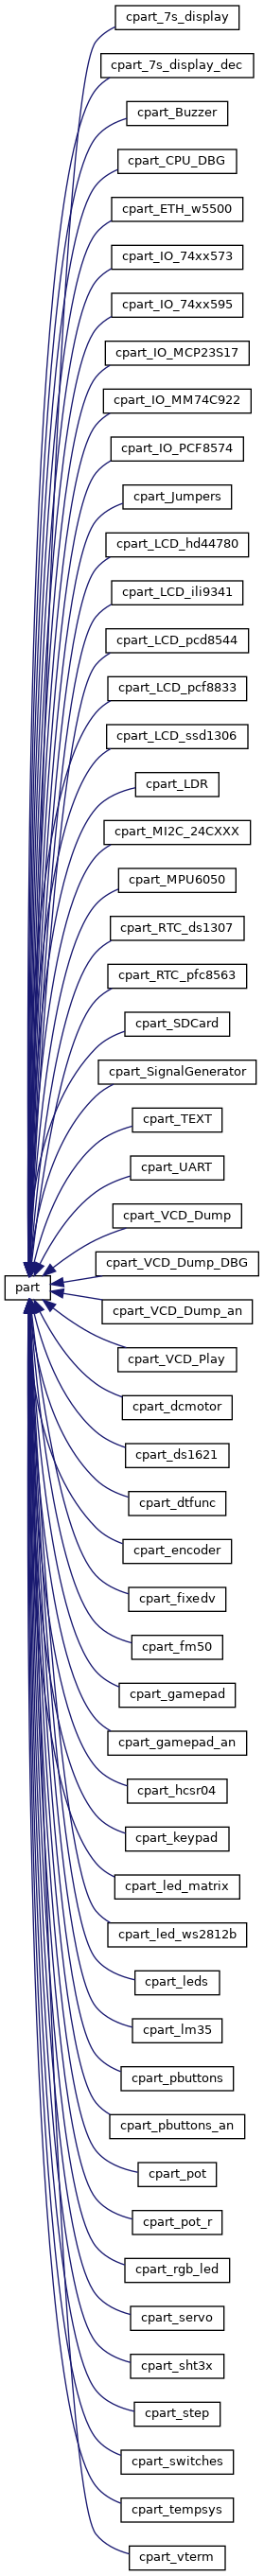 cpart_7s_display
cpart_7s_display_dec
cpart_Buzzer
cpart_CPU_DBG
cpart_ETH_w5500
cpart_IO_74xx573
cpart_IO_74xx595
cpart_IO_MCP23S17
cpart_IO_MM74C922
cpart_IO_PCF8574
cpart_Jumpers
cpart_LCD_hd44780
cpart_LCD_ili9341
cpart_LCD_pcd8544
cpart_LCD_pcf8833
cpart_LCD_ssd1306
cpart_LDR
cpart_MI2C_24CXXX
cpart_MPU6050
cpart_RTC_ds1307
cpart_RTC_pfc8563
cpart_SDCard
cpart_SignalGenerator
cpart_TEXT
cpart_UART
cpart_VCD_Dump
cpart_VCD_Dump_DBG
part
cpart_VCD_Dump_an
cpart_VCD_Play
cpart_dcmotor
cpart_ds1621
cpart_dtfunc
cpart_encoder
cpart_fixedv
cpart_fm50
cpart_gamepad
cpart_gamepad_an
cpart_hcsr04
cpart_keypad
cpart_led_matrix
cpart_led_ws2812b
cpart_leds
cpart_lm35
cpart_pbuttons
cpart_pbuttons_an
cpart_pot
cpart_pot_r
cpart_rgb_led
cpart_servo
cpart_sht3x
cpart_step
cpart_switches
cpart_tempsys
cpart_vterm